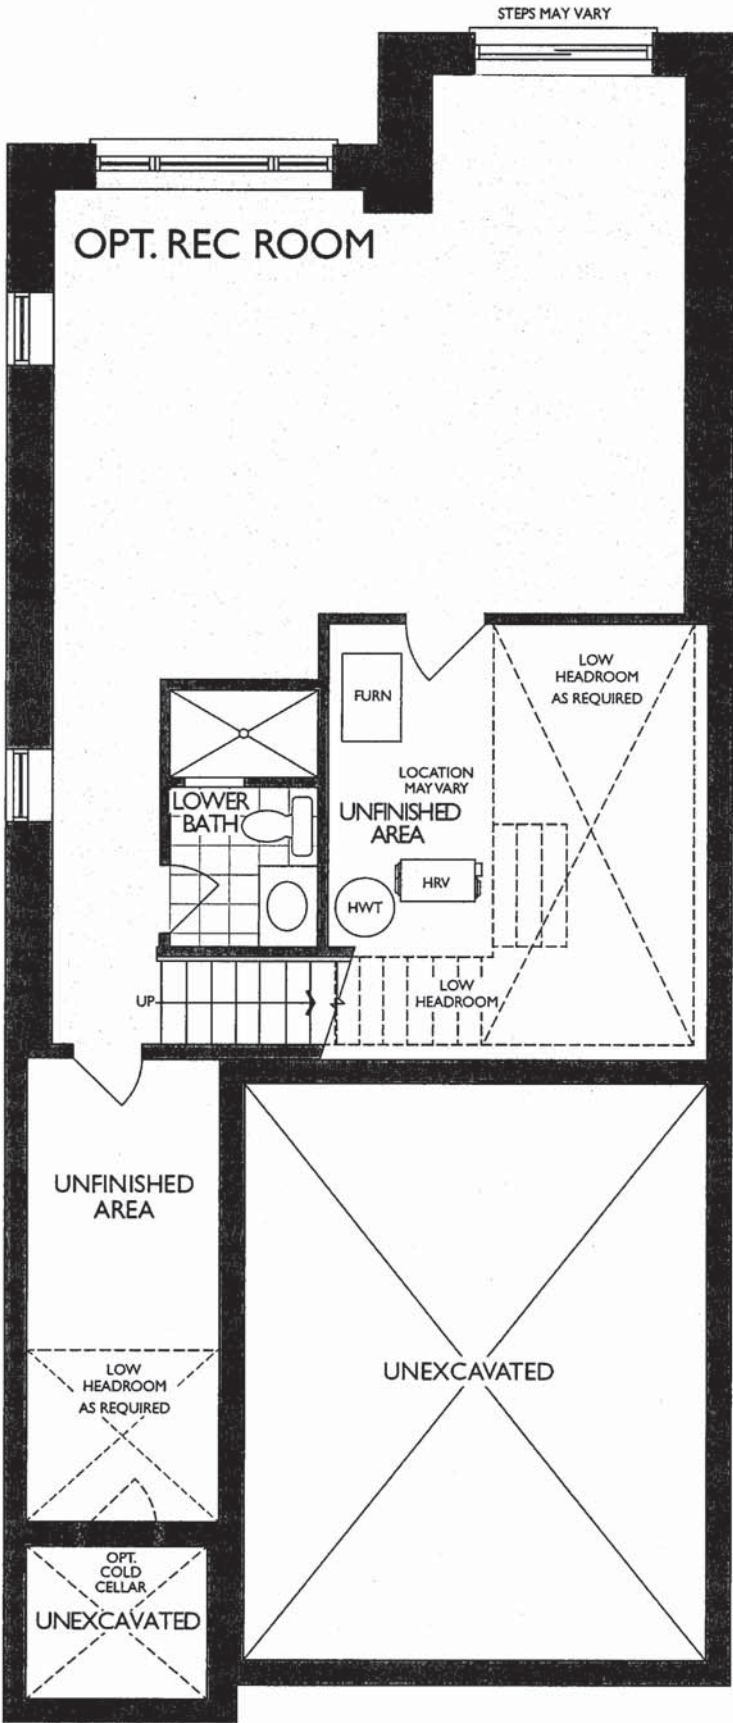 STEPS MAY VARY
OPT. REC ROOM
LOW
HEADROOM
AS REQUIRED
FURN
LOCATION
MAY VARY
UNFINISHED
AREA
LOWER
BATH
HRV
HWT
UP
LOW
HEADROOM
UNFINISHED
AREA
LOW
HEADROOM
AS REQUIRED
UNEXCAVATED
OPT.
COLD
CELLAR
UNEXCAVATED